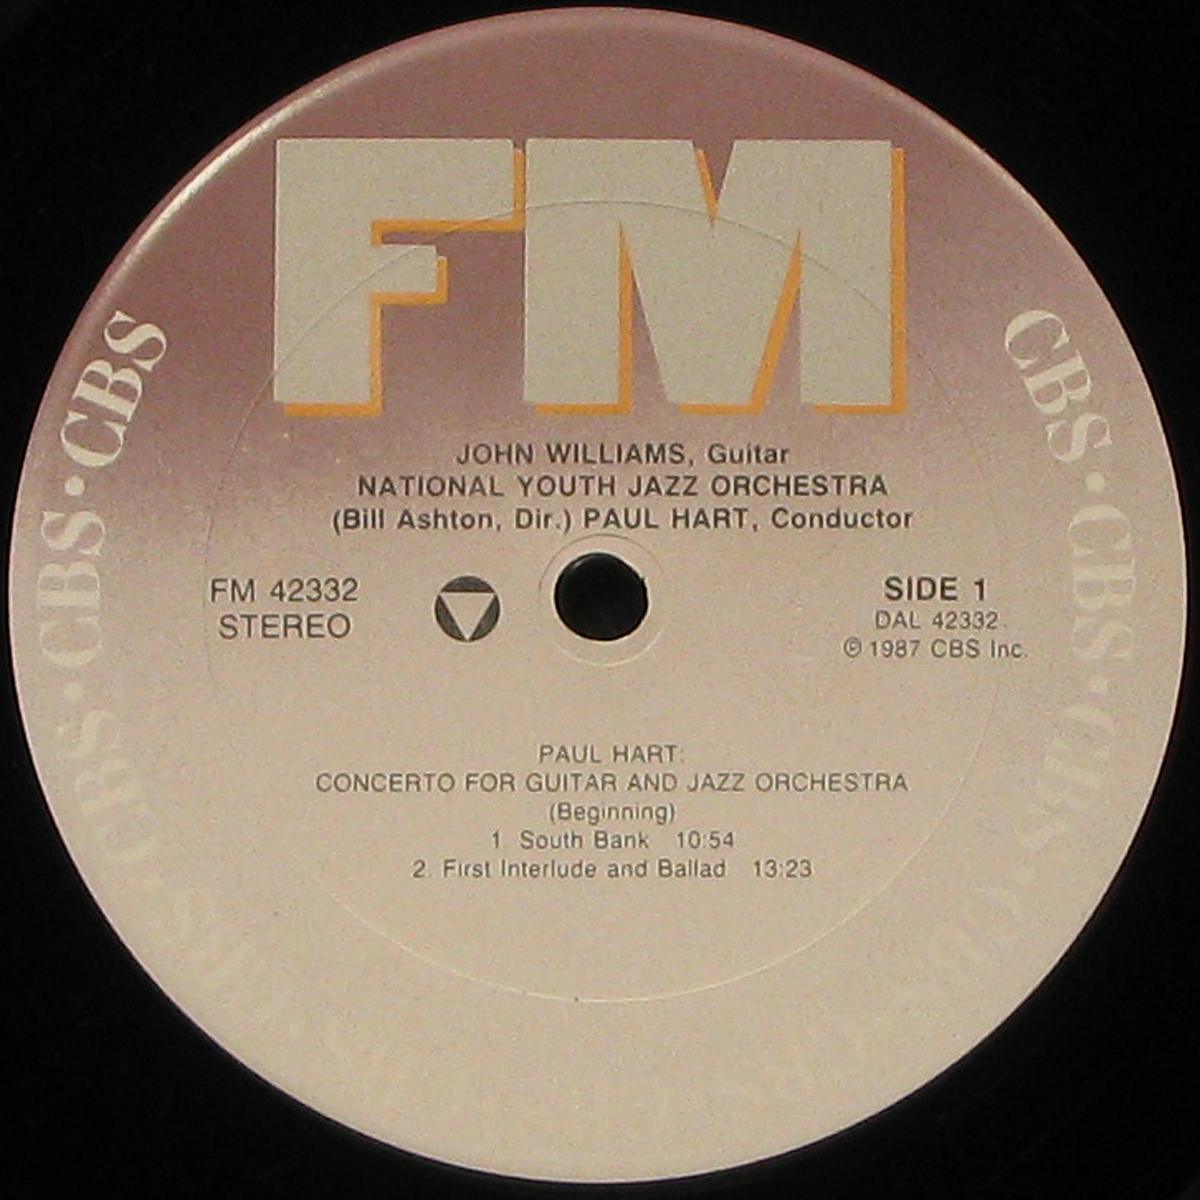 FM
CBS · CBS · CBS
CBS · CBS · CBS
JOHN WILLIAMS, Guitar
NATIONAL YOUTH JAZZ ORCHESTRA
(Bill Ashton, Dir.) PAUL HART, Conductor
FM 42332
STEREO
SIDE 1
DAL 42332
℗ 1987 CBS Inc.
PAUL HART:
CONCERTO FOR GUITAR AND JAZZ ORCHESTRA
(Beginning)
1. South Bank 10:54
2. First Interlude and Ballad 13:23